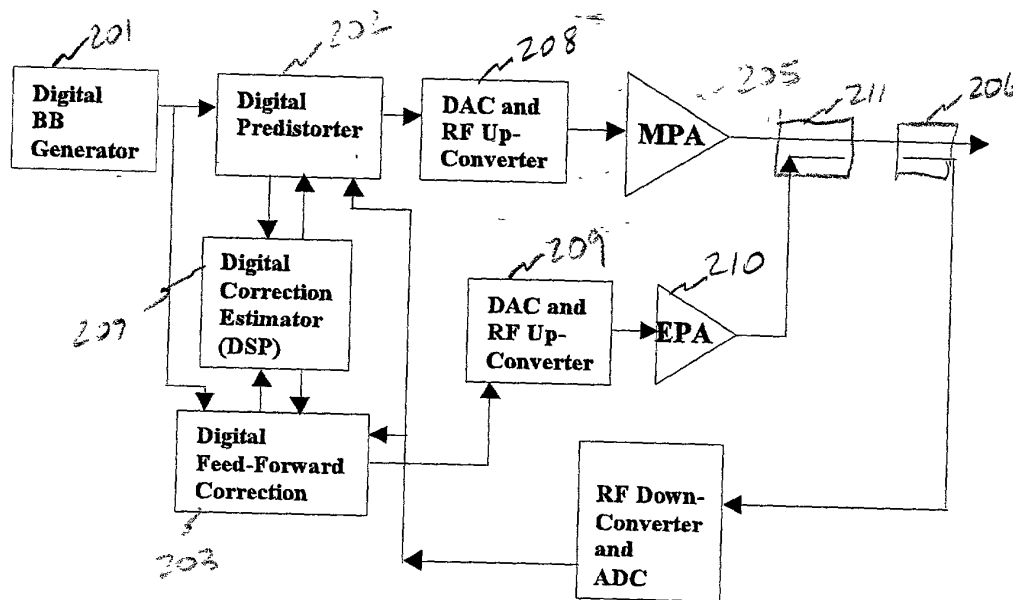 201
202
208
205
211
206
Digital
BB
Generator
Digital
Predistorter
DAC and
RF Up-
Converter
MPA
209
210
Digital
Correction
Estimator
(DSP)
DAC and
RF Up-
Converter
EPA
Digital
Feed-Forward
Correction
203
RF Down-
Converter
and
ADC